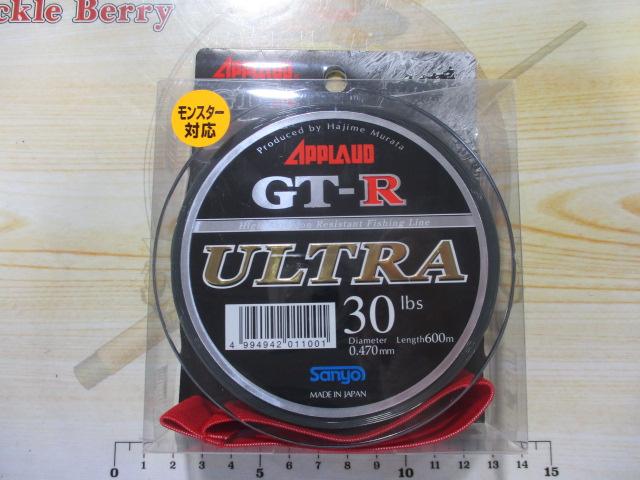 ckle Berry
APPLAUD
モンスター
対応
Produced by Hajime Murata
APPLAUD
GT-R
Resistant Fishing Line
ULTRA
30 lbs
Diameter Length 600m
0.470mm
4 994942 011001
Sanyo
MADE IN JAPAN
0 1 2 3 4 5 6 7 8 9 10 11 12 13 14 15